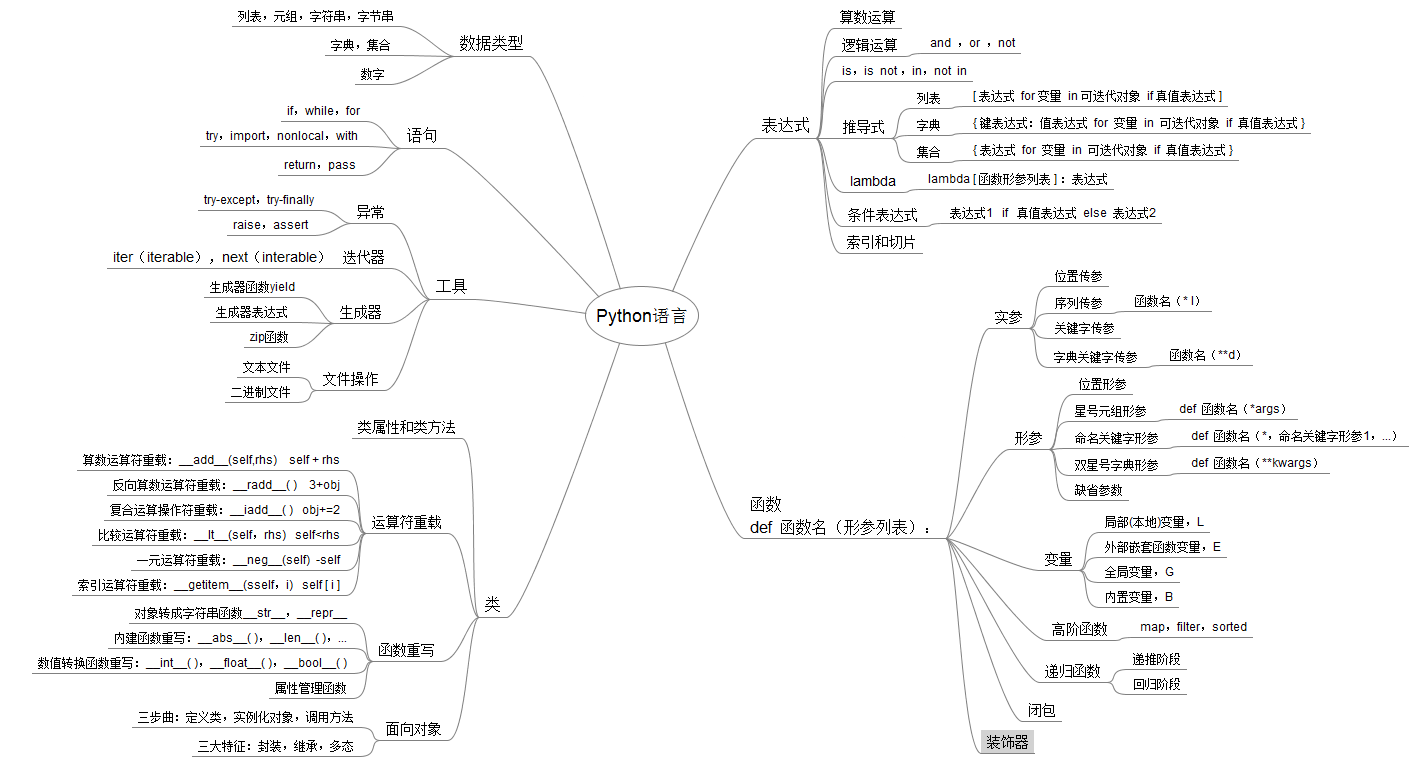 Python语言
数据类型
列表，元组，字符串，字节串
字典，集合
数字
语句
if，while，for
try，import，nonlocal，with
return，pass
工具
异常
try-except，try-finally
raise，assert
迭代器
iter（iterable），next（interable）
生成器
生成器函数yield
生成器表达式
zip函数
文件操作
文本文件
二进制文件
类
类属性和类方法
运算符重载
算数运算符重载：__add__(self,rhs) self + rhs
反向算数运算符重载：__radd__( ) 3+obj
复合运算操作符重载：__iadd__( ) obj+=2
比较运算符重载：__lt__(self，rhs) self<rhs
一元运算符重载：__neg__(self) -self
索引运算符重载：__getitem__(sself，i) self [ i ]
函数重写
对象转成字符串函数__str__，__repr__
内建函数重写：__abs__( )，__len__( )，...
数值转换函数重写：__int__( )，__float__( )，__bool__( )
属性管理函数
面向对象
三步曲：定义类，实例化对象，调用方法
三大特征：封装，继承，多态
表达式
算数运算
逻辑运算
and ，or ，not
is，is not ，in，not in
推导式
列表
[ 表达式 for 变量 in 可迭代对象 if 真值表达式 ]
字典
{ 键表达式：值表达式 for 变量 in 可迭代对象 if 真值表达式 }
集合
{ 表达式 for 变量 in 可迭代对象 if 真值表达式 }
lambda
lambda [ 函数形参列表 ]：表达式
条件表达式
表达式1 if 真值表达式 else 表达式2
索引和切片
函数
def 函数名（形参列表）：
实参
位置传参
序列传参
函数名（* l）
关键字传参
字典关键字传参
函数名（**d）
形参
位置形参
星号元组形参
def 函数名（*args）
命名关键字形参
def 函数名（*，命名关键字形参1，...）
双星号字典形参
def 函数名（**kwargs）
缺省参数
变量
局部(本地)变量，L
外部嵌套函数变量，E
全局变量，G
内置变量，B
高阶函数
map，filter，sorted
递归函数
递推阶段
回归阶段
闭包
装饰器